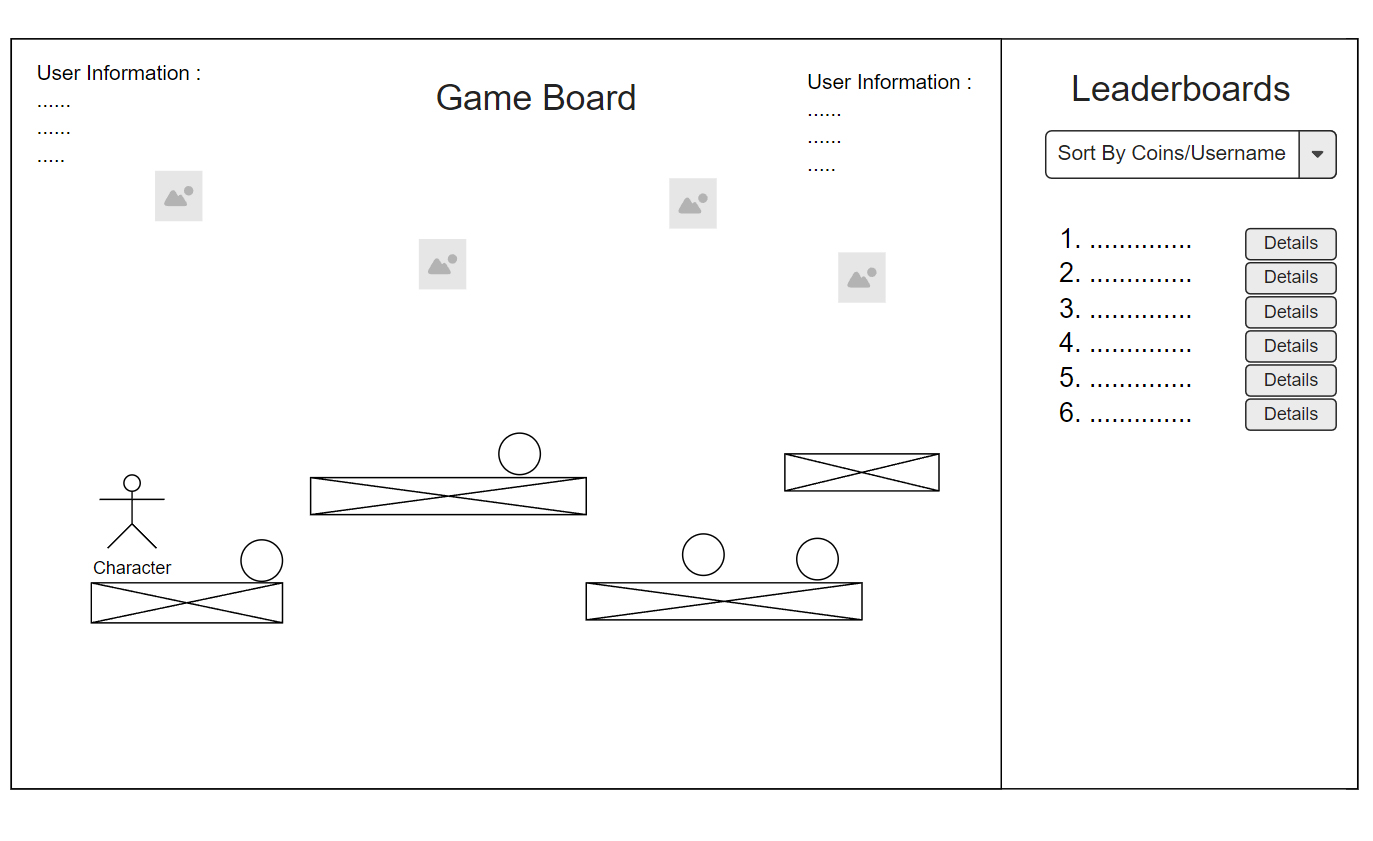 User Information :
......
......
.....
Game Board
User Information :
......
......
.....
Character
Leaderboards
Sort By Coins/Username
1. .............. Details
2. .............. Details
3. .............. Details
4. .............. Details
5. .............. Details
6. .............. Details